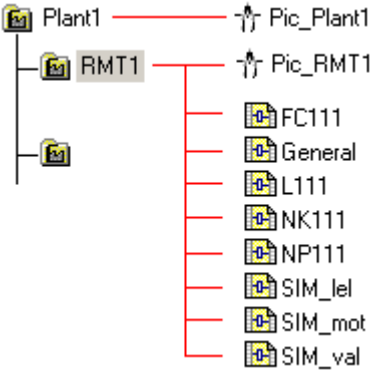 Plant1 Pic_Plant1
RMT1 Pic_RMT1
FC111
General
L111
NK111
NP111
SIM_lel
SIM_mot
SIM_val